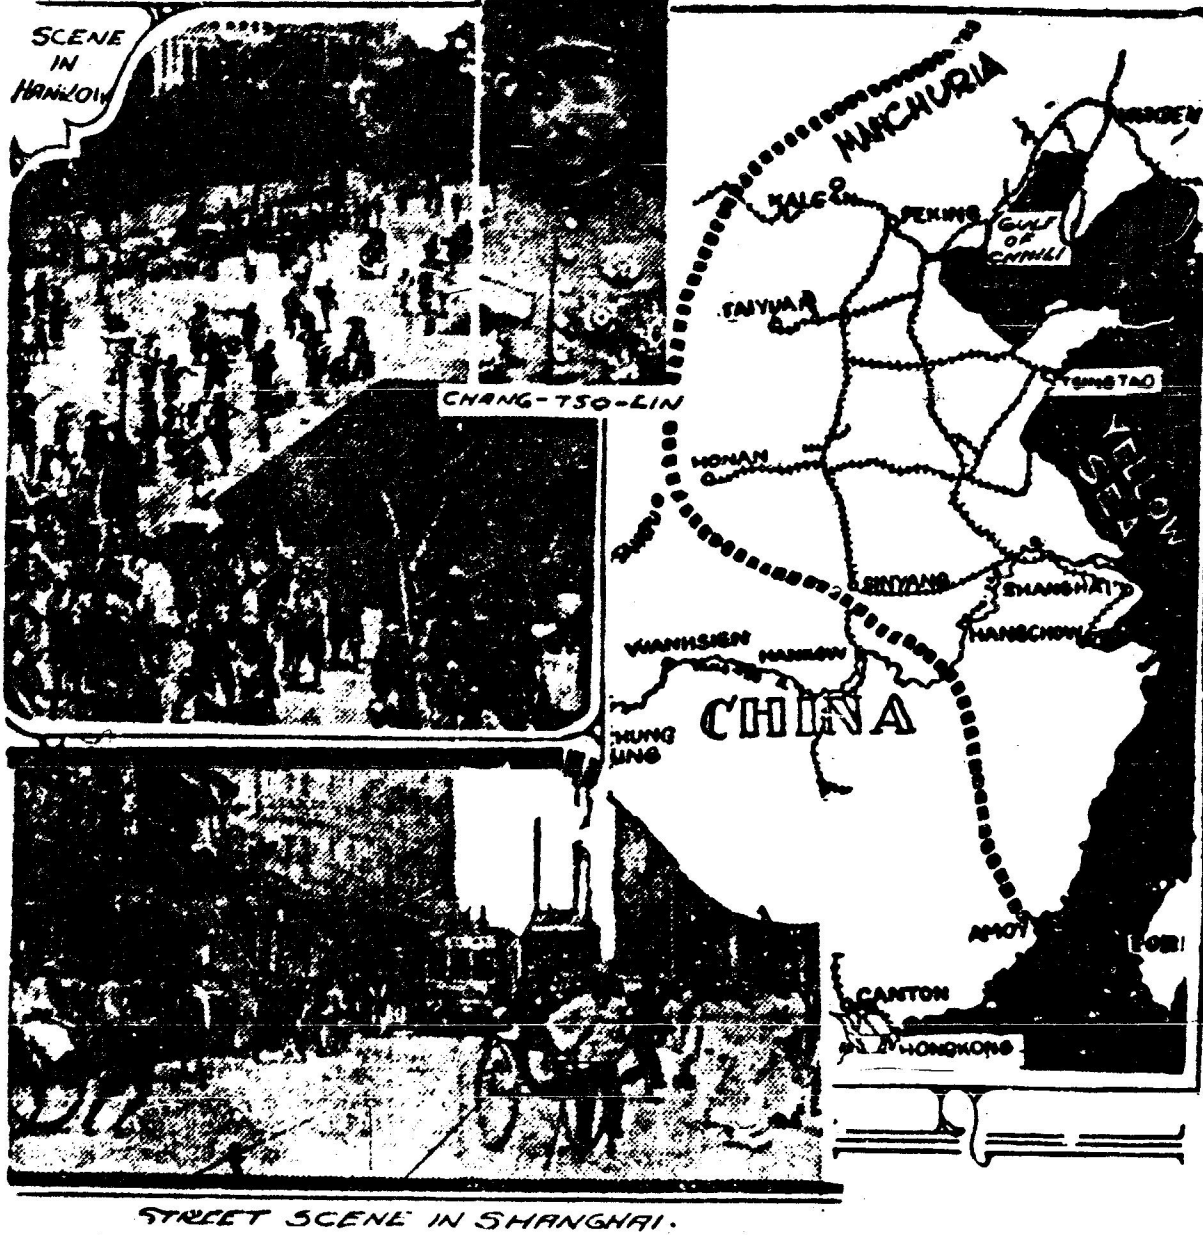 SCENE
IN
HANKOW
CHANG-TSO-LIN
MANCHURIA
KALGAN
PEKING
GULF
OF
CHIHLI
TAIYUAN
TSINGTAO
YELLOW
SEA
HONAN
SINYANG
SHANGHAI
HANGCHOW
HANKOW
CHINA
CHUNG
KING
AMOY
CANTON
HONGKONG
STREET SCENE IN SHANGHAI.